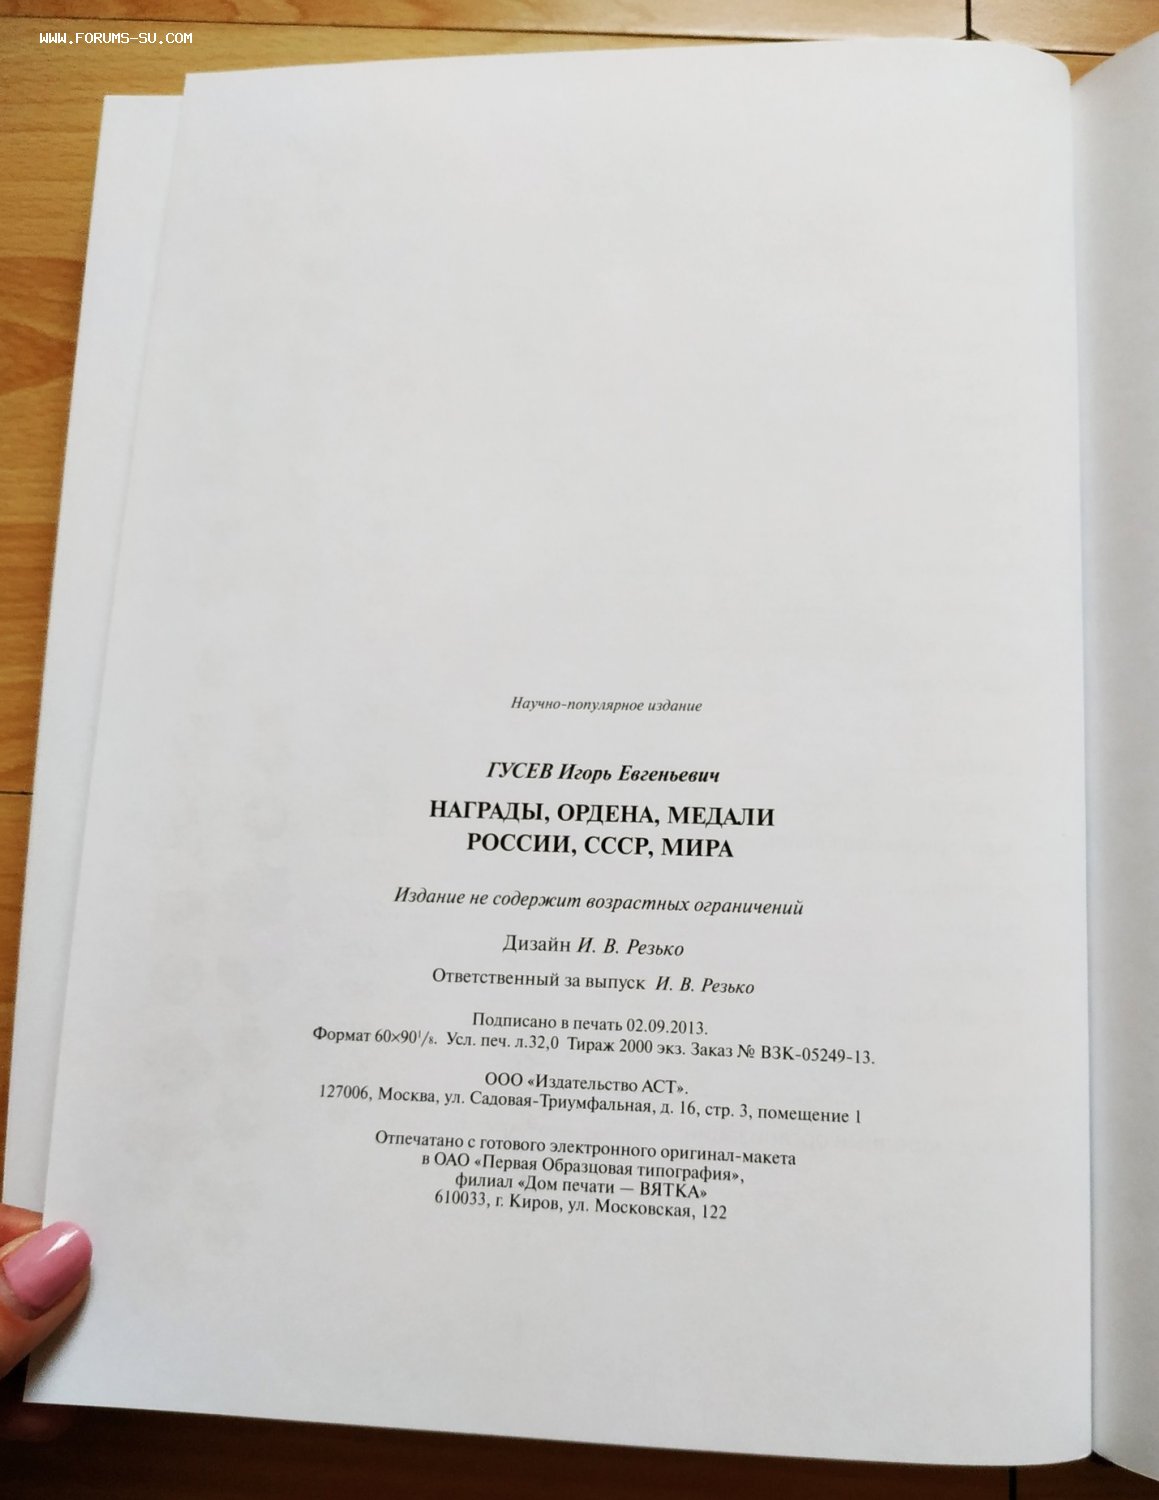 WWW.FORUMS-SU.COM
Научно-популярное издание
ГУСЕВ Игорь Евгеньевич
НАГРАДЫ, ОРДЕНА, МЕДАЛИ
РОССИИ, СССР, МИРА
Издание не содержит возрастных ограничений
Дизайн И. В. Резько
Ответственный за выпуск И. В. Резько
Подписано в печать 02.09.2013.
Формат 60×90¹/₈. Усл. печ. л.32,0 Тираж 2000 экз. Заказ № ВЗК-05249-13.
ООО «Издательство АСТ».
127006, Москва, ул. Садовая-Триумфальная, д. 16, стр. 3, помещение 1
Отпечатано с готового электронного оригинал-макета
в ОАО «Первая Образцовая типография»,
филиал «Дом печати — ВЯТКА»
610033, г. Киров, ул. Московская, 122